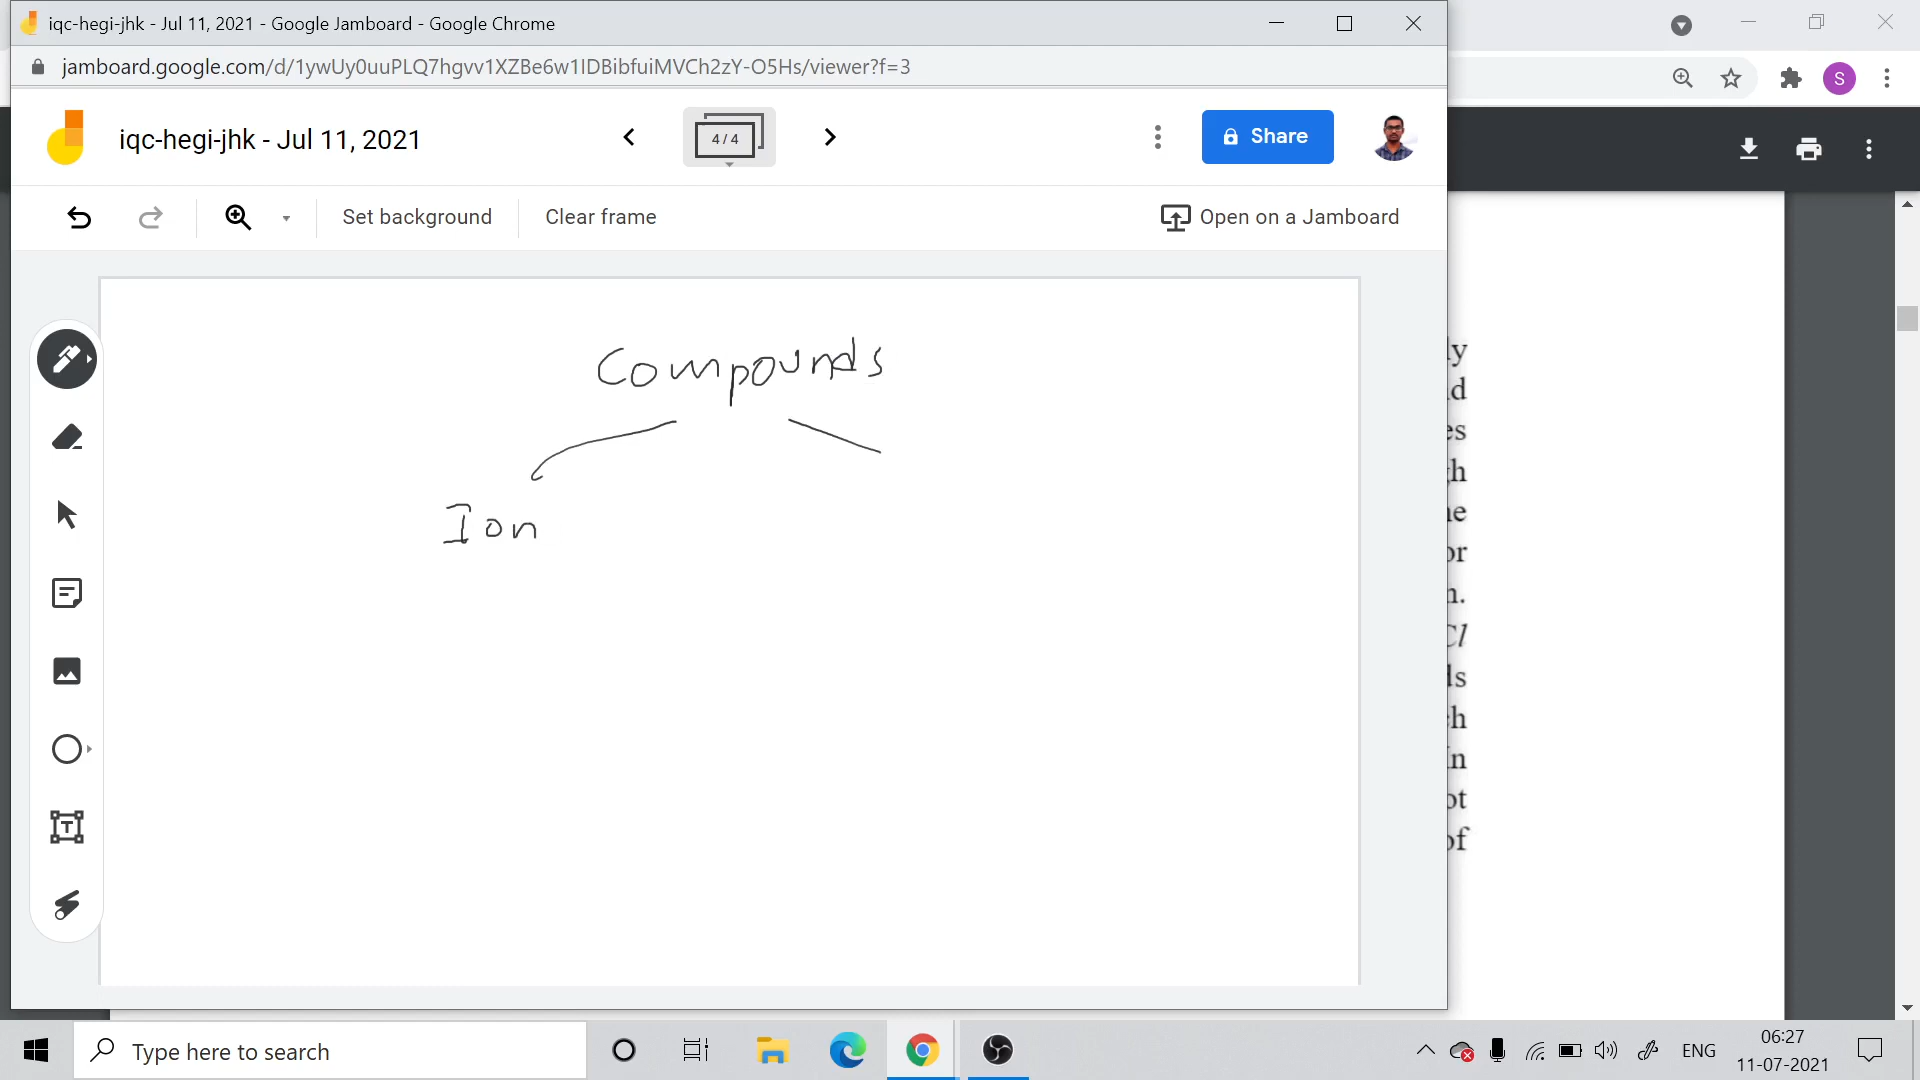 iqc-hegi-jhk - Jul 11, 2021 - Google Jamboard - Google Chrome
jamboard.google.com/d/1ywUy0uuPLQ7hgvv1XZBe6w1IDBibfuiMVCh2zY-O5Hs/viewer?f=3
S
iqc-hegi-jhk - Jul 11, 2021
4 / 4
Share
Set background
Clear frame
Open on a Jamboard
Compounds
Ion
T
Type here to search
ENG
06:27
11-07-2021